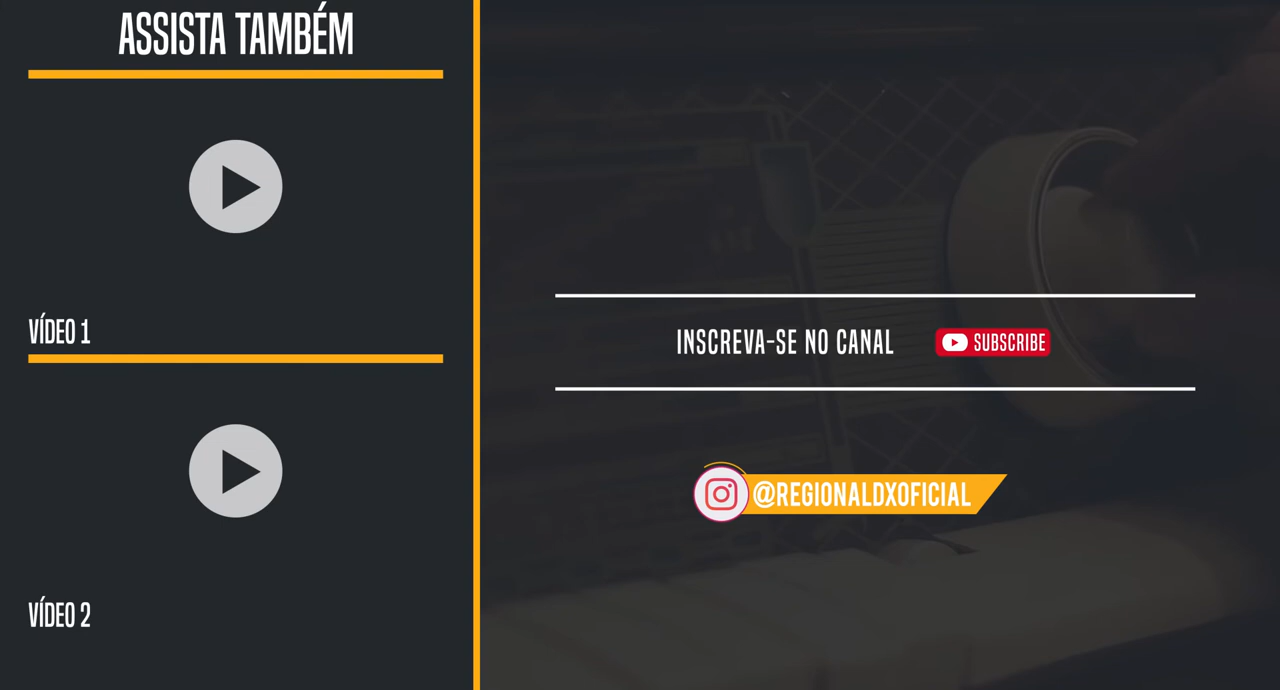 ASSISTA TAMBÉM
VÍDEO 1
VÍDEO 2
INSCREVA-SE NO CANAL
SUBSCRIBE
@REGIONALDXOFICIAL